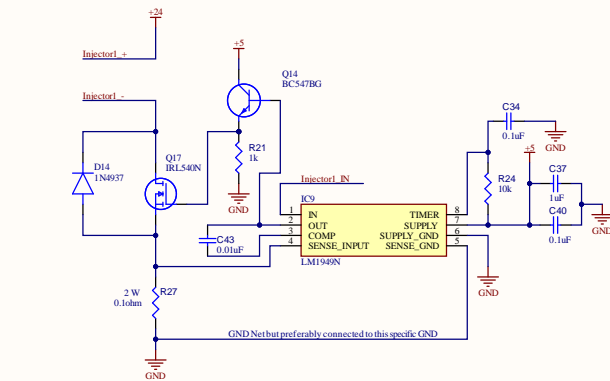 +24
+5
Injector1_+
Q14
BC547BG
Injector1_-
C34
0.1uF
GND
+5
D14
1N4937
Q17
IRL540N
R21
1k
GND
Injector1_IN
R24
10k
C37
1uF
C40
0.1uF
GND
IC9
1 IN TIMER 8
2 OUT SUPPLY 7
3 COMP SUPPLY_GND 6
4 SENSE_INPUT SENSE_GND 5
LM1949N
C43
0.01uF
GND
2 W
0.1ohm
R27
GND Net but preferably connected to this specific GND
GND